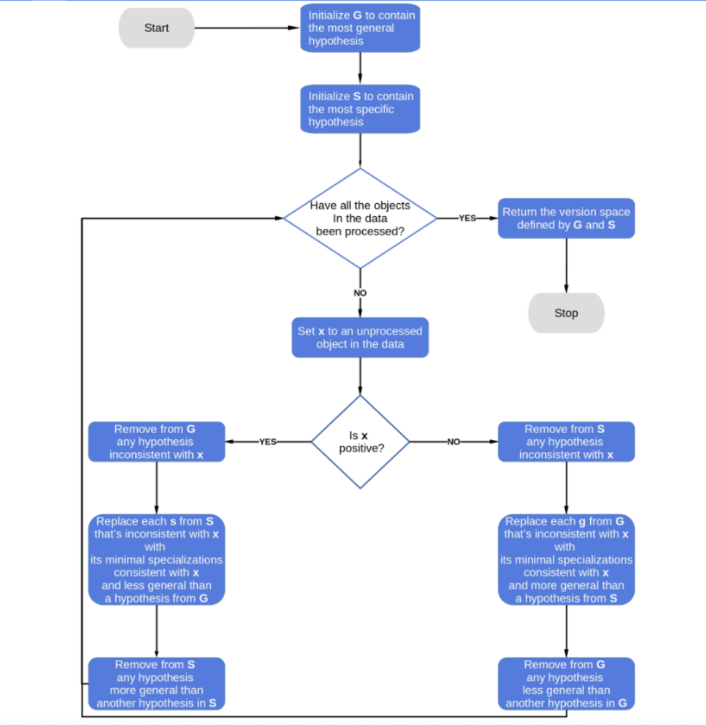 Start
Initialize G to contain
the most general
hypothesis
Initialize S to contain
the most specific
hypothesis
Have all the objects
In the data
been processed?
YES
Return the version space
defined by G and S
Stop
NO
Set x to an unprocessed
object in the data
Is x
positive?
YES
Remove from G
any hypothesis
inconsistent with x
Replace each s from S
that's inconsistent with x
with
its minimal specializations
consistent with x
and less general than
a hypothesis from G
Remove from S
any hypothesis
more general than
another hypothesis in S
NO
Remove from S
any hypothesis
inconsistent with x
Replace each g from G
that's inconsistent with x
with
its minimal specializations
consistent with x
and more general than
a hypothesis from S
Remove from G
any hypothesis
less general than
another hypothesis in G